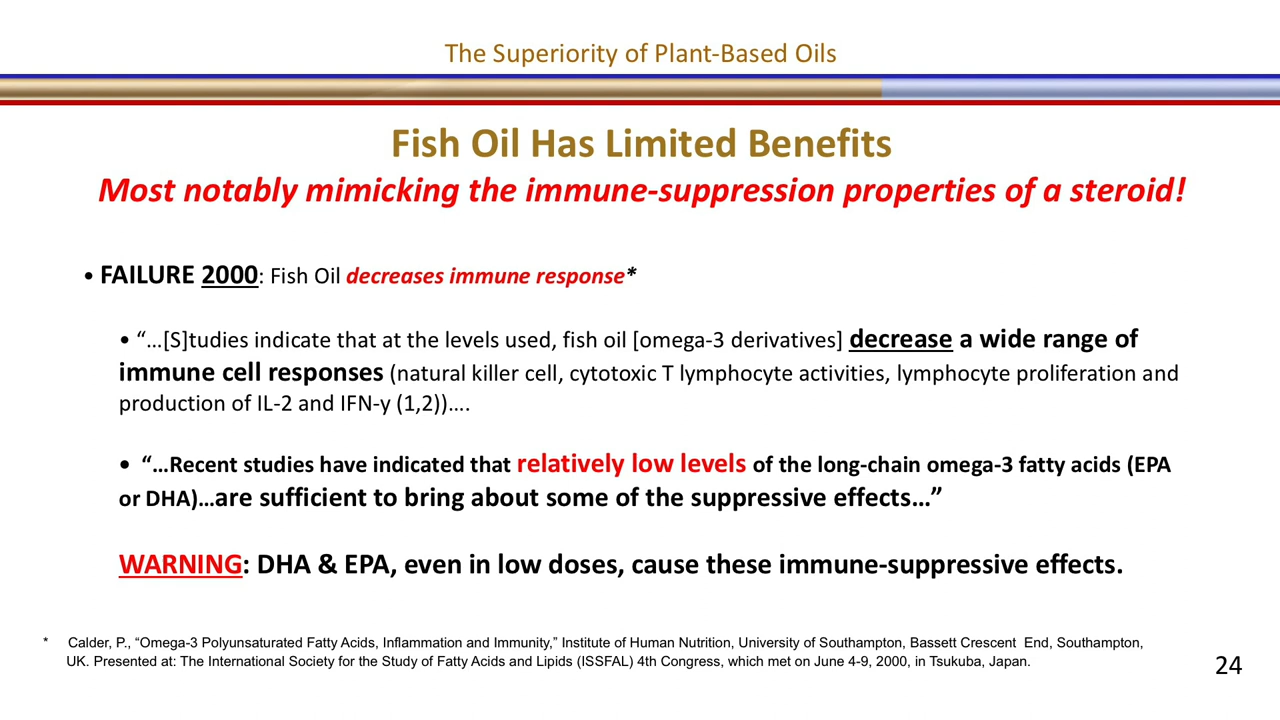 The Superiority of Plant-Based Oils
Fish Oil Has Limited Benefits
Most notably mimicking the immune-suppression properties of a steroid!
• FAILURE 2000: Fish Oil decreases immune response*
• “…[S]tudies indicate that at the levels used, fish oil [omega-3 derivatives] decrease a wide range of
immune cell responses (natural killer cell, cytotoxic T lymphocyte activities, lymphocyte proliferation and
production of IL-2 and IFN-y (1,2))….
• “…Recent studies have indicated that relatively low levels of the long-chain omega-3 fatty acids (EPA
or DHA)…are sufficient to bring about some of the suppressive effects…”
WARNING: DHA & EPA, even in low doses, cause these immune-suppressive effects.
* Calder, P., “Omega-3 Polyunsaturated Fatty Acids, Inflammation and Immunity,” Institute of Human Nutrition, University of Southampton, Bassett Crescent End, Southampton,
UK. Presented at: The International Society for the Study of Fatty Acids and Lipids (ISSFAL) 4th Congress, which met on June 4-9, 2000, in Tsukuba, Japan.
24